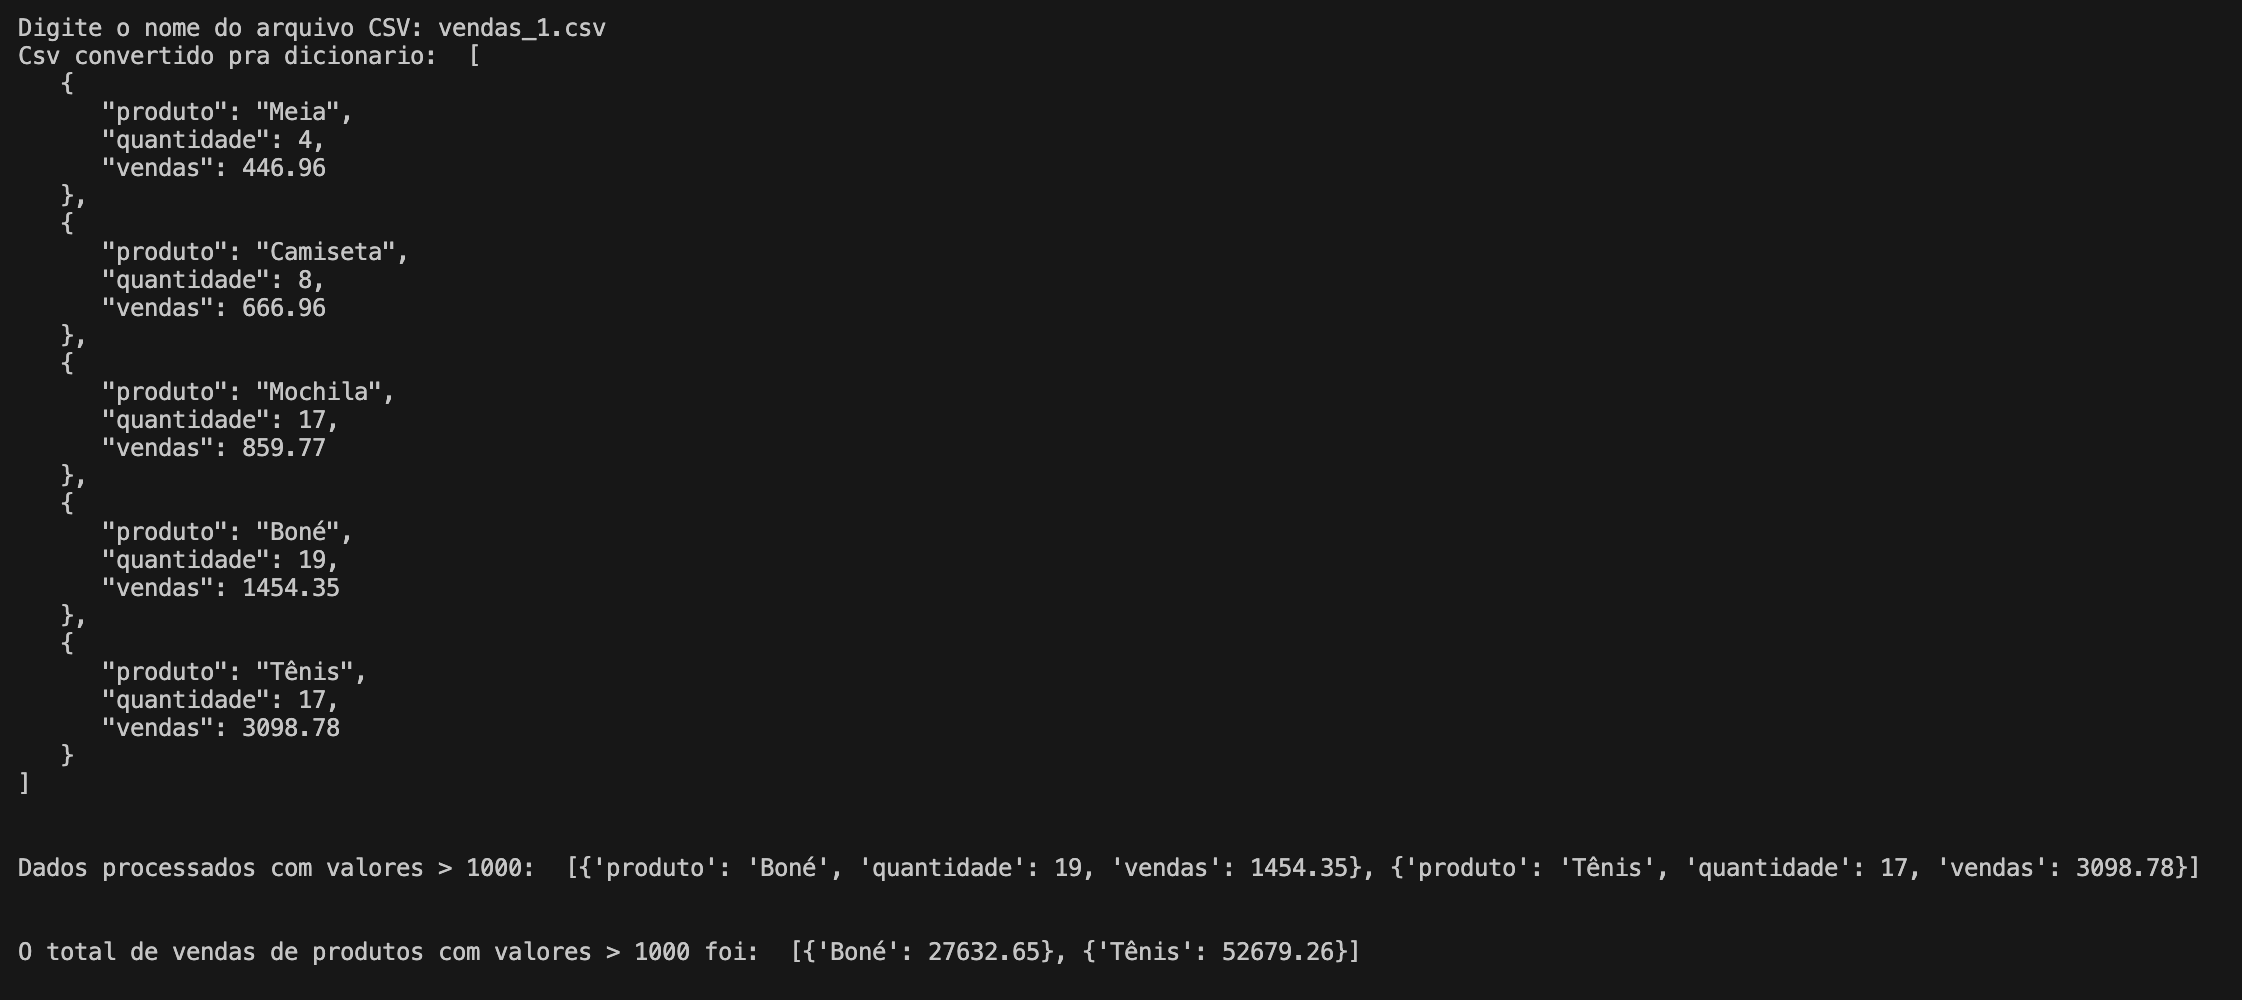 Digite o nome do arquivo CSV: vendas_1.csv
Csv convertido pra dicionario:  [
   {
      "produto": "Meia",
      "quantidade": 4,
      "vendas": 446.96
   },
   {
      "produto": "Camiseta",
      "quantidade": 8,
      "vendas": 666.96
   },
   {
      "produto": "Mochila",
      "quantidade": 17,
      "vendas": 859.77
   },
   {
      "produto": "Boné",
      "quantidade": 19,
      "vendas": 1454.35
   },
   {
      "produto": "Tênis",
      "quantidade": 17,
      "vendas": 3098.78
   }
]
Dados processados com valores > 1000:  [{'produto': 'Boné', 'quantidade': 19, 'vendas': 1454.35}, {'produto': 'Tênis', 'quantidade': 17, 'vendas': 3098.78}]
O total de vendas de produtos com valores > 1000 foi:  [{'Boné': 27632.65}, {'Tênis': 52679.26}]